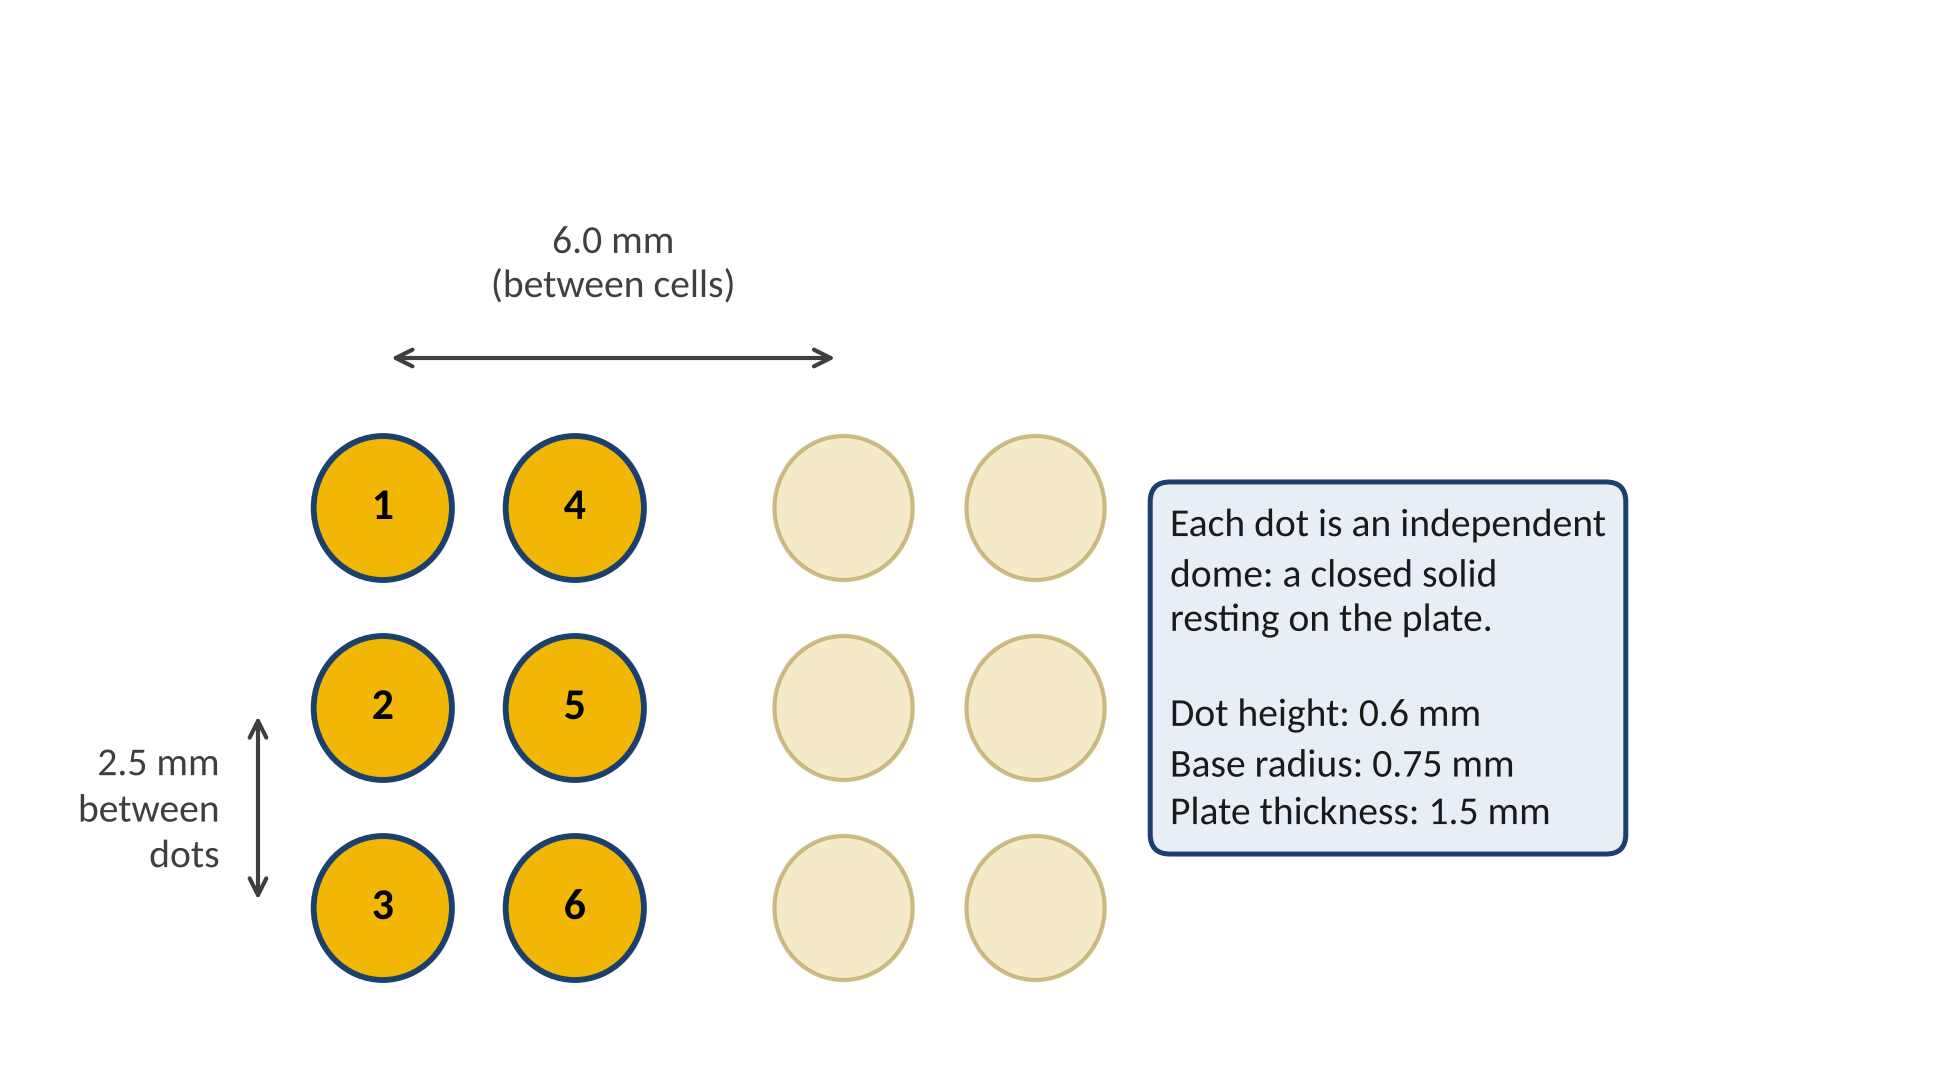 6.0 mm
(between cells)
1
4
2
5
3
6
2.5 mm
between
dots
Each dot is an independent
dome: a closed solid
resting on the plate.
Dot height: 0.6 mm
Base radius: 0.75 mm
Plate thickness: 1.5 mm